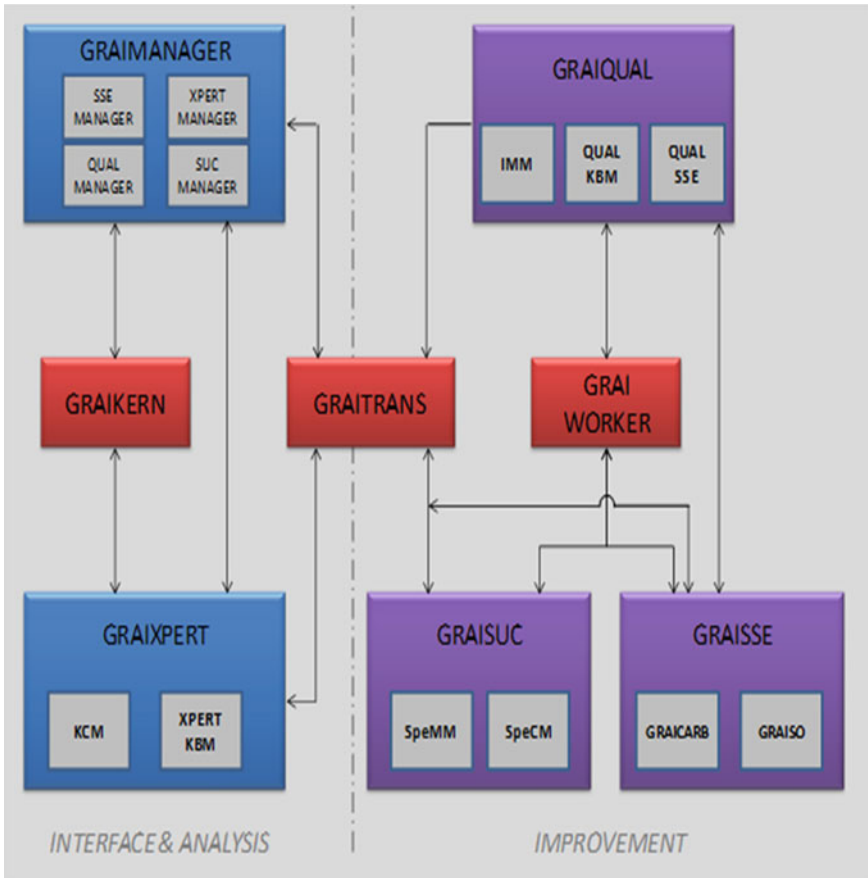 GRAIMANAGER
SSE
MANAGER
XPERT
MANAGER
QUAL
MANAGER
SUC
MANAGER
GRAIQUAL
IMM
QUAL
KBM
QUAL
SSE
GRAIKERN
GRAITRANS
GRAI
WORKER
GRAIXPERT
KCM
XPERT
KBM
GRAISUC
SpeMM
SpeCM
GRAISSE
GRAICARB
GRAISO
INTERFACE & ANALYSIS
IMPROVEMENT